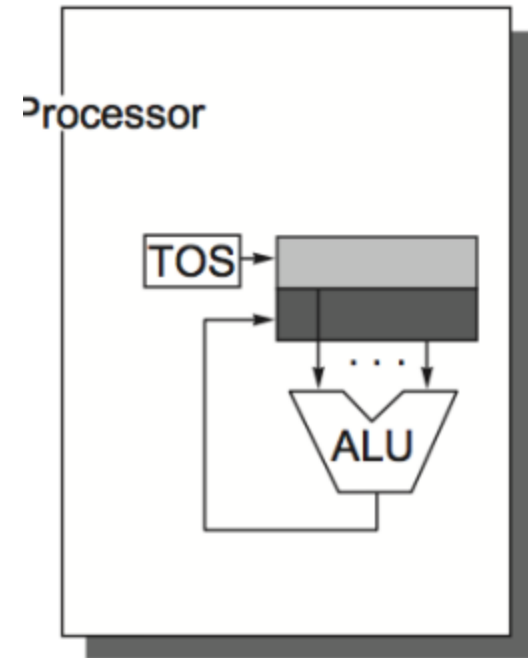 Processor
TOS
. . .
ALU